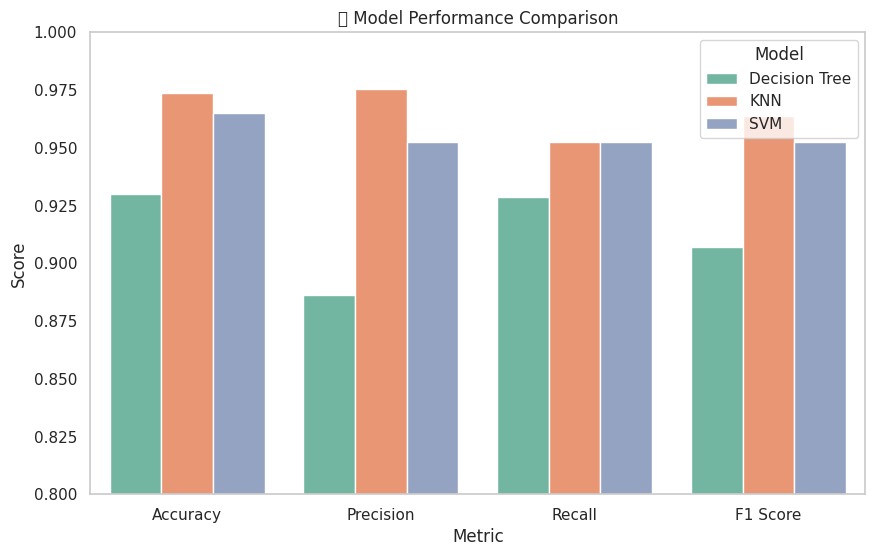 ▯ Model Performance Comparison
Model
Decision Tree
KNN
SVM
Score
1.000
0.975
0.950
0.925
0.900
0.875
0.850
0.825
0.800
Accuracy Precision Recall F1 Score
Metric